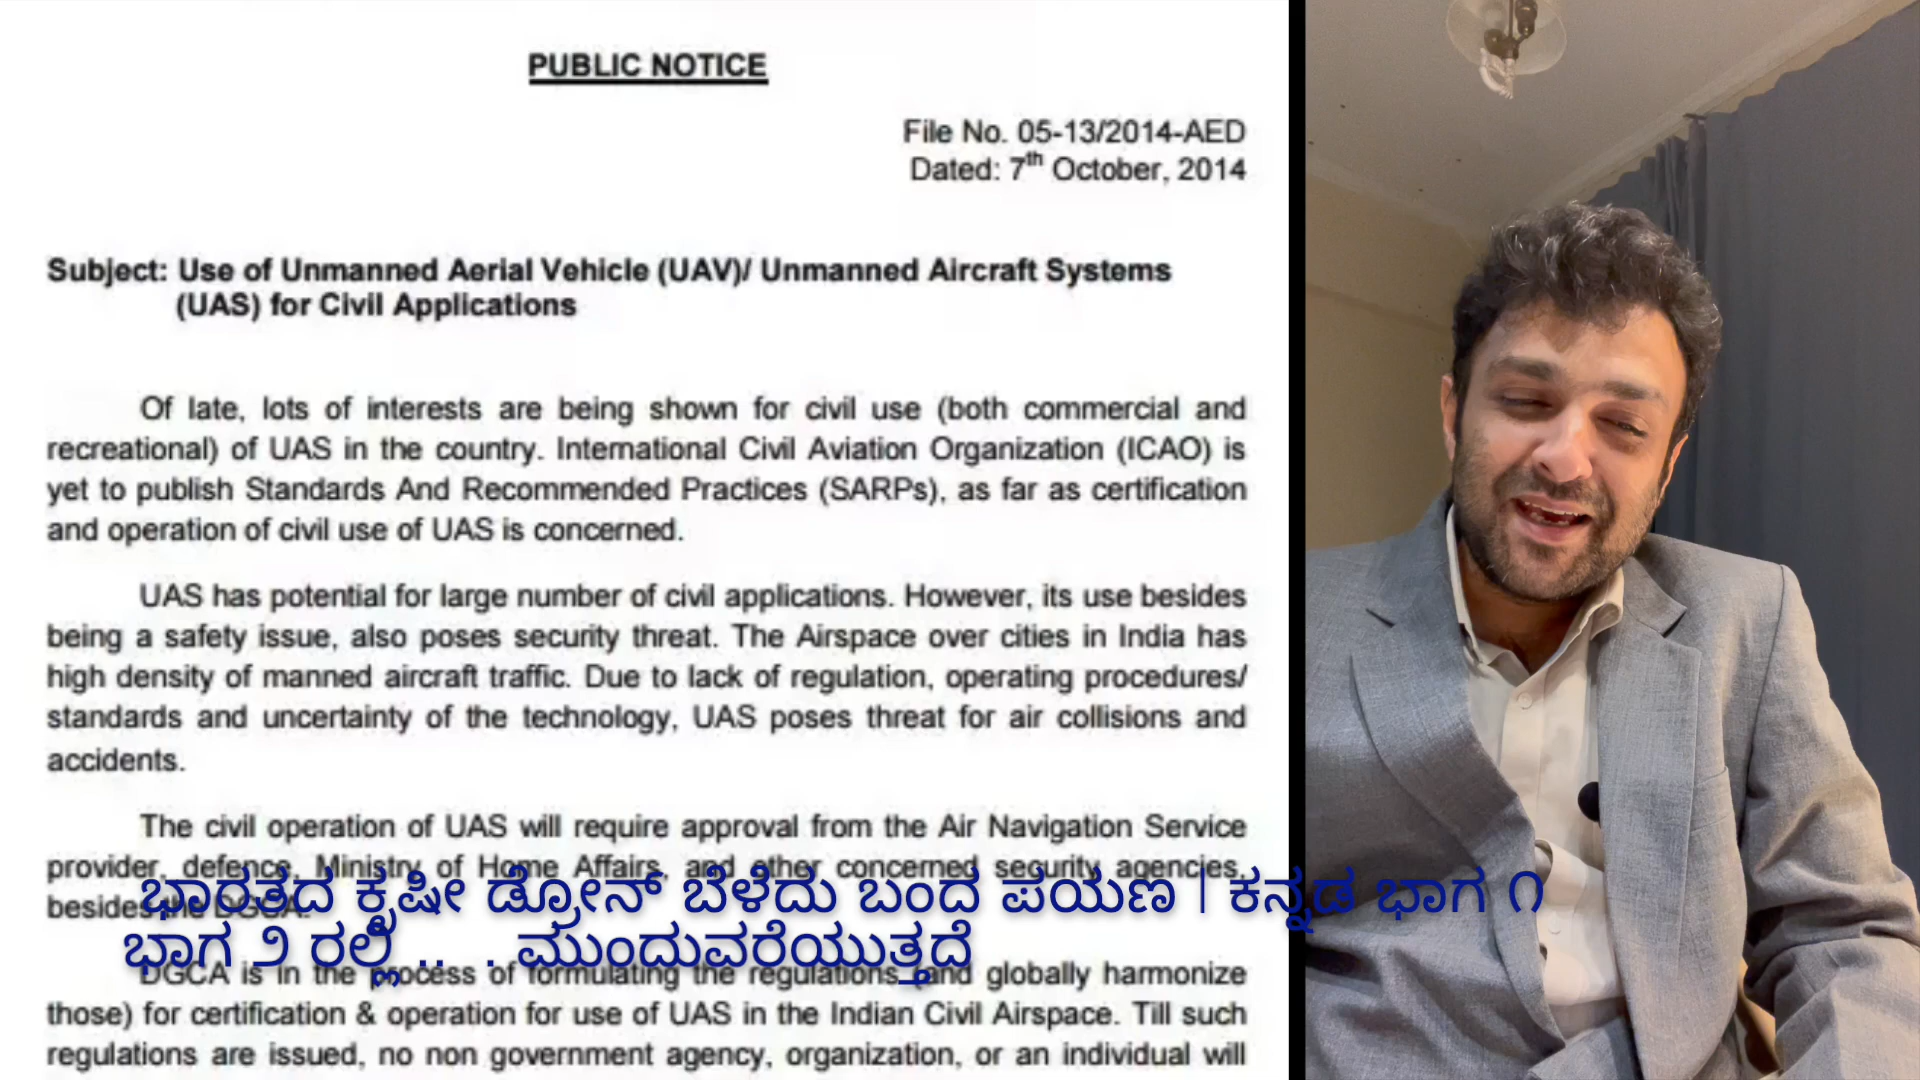 PUBLIC NOTICE
File No. 05-13/2014-AED
Dated: 7th October, 2014
Subject: Use of Unmanned Aerial Vehicle (UAV)/ Unmanned Aircraft Systems
(UAS) for Civil Applications
Of late, lots of interests are being shown for civil use (both commercial and
recreational) of UAS in the country. International Civil Aviation Organization (ICAO) is
yet to publish Standards And Recommended Practices (SARPs), as far as certification
and operation of civil use of UAS is concerned.
UAS has potential for large number of civil applications. However, its use besides
being a safety issue, also poses security threat. The Airspace over cities in India has
high density of manned aircraft traffic. Due to lack of regulation, operating procedures/
standards and uncertainty of the technology, UAS poses threat for air collisions and
accidents.
The civil operation of UAS will require approval from the Air Navigation Service
provider, defence, Ministry of Home Affairs, and other concerned security agencies,
besides the DGCA.
ಭಾರತದ ಕೃಷೀ ಡ್ರೋನ್ ಬೆಳೆದು ಬಂದ ಪಯಣ | ಕನ್ನಡ ಭಾಗ ೧
ಭಾಗ ೨ ರಲ್ಲಿ .. . ಮುಂದುವರೆಯುತ್ತದೆ
DGCA is in the process of formulating the regulations and globally harmonize
those) for certification & operation for use of UAS in the Indian Civil Airspace. Till such
regulations are issued, no non government agency, organization, or an individual will